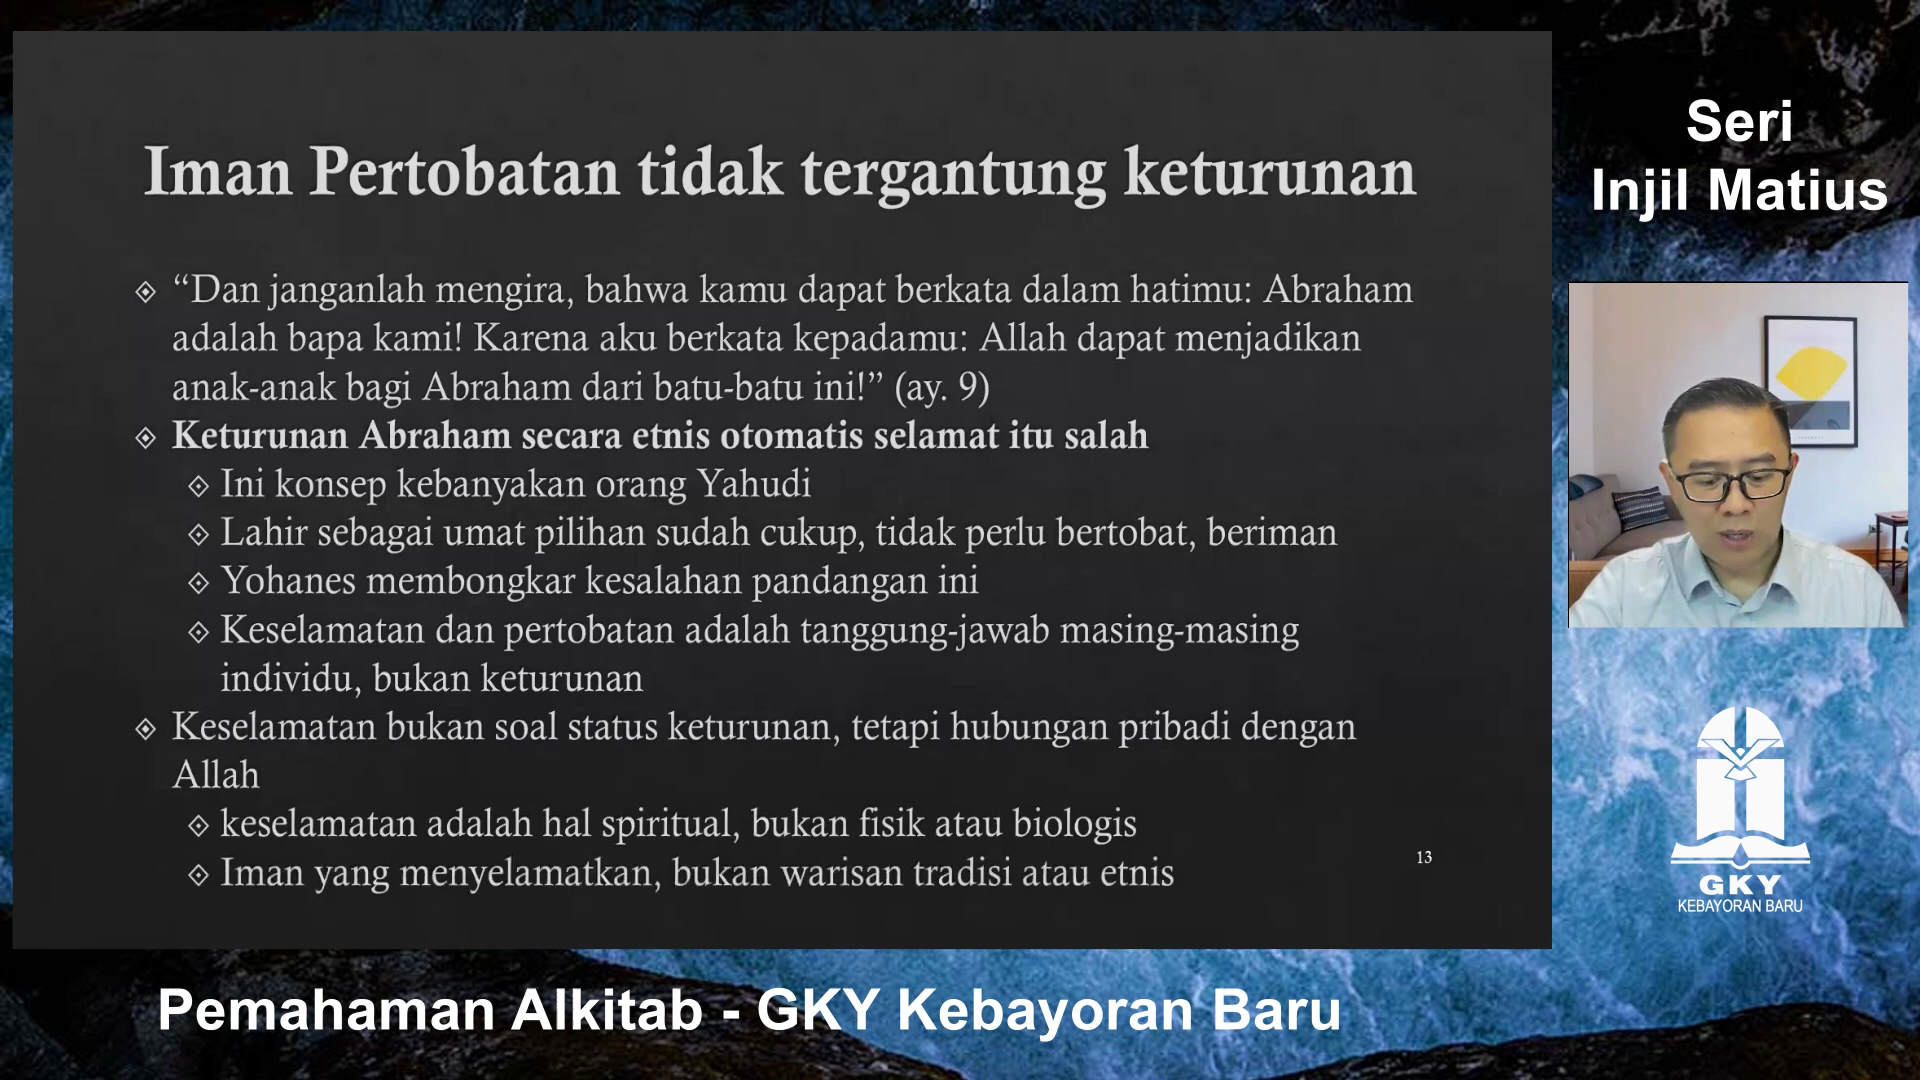 Iman Pertobatan tidak tergantung keturunan
“Dan janganlah mengira, bahwa kamu dapat berkata dalam hatimu: Abraham
adalah bapa kami! Karena aku berkata kepadamu: Allah dapat menjadikan
anak-anak bagi Abraham dari batu-batu ini!” (ay. 9)
Keturunan Abraham secara etnis otomatis selamat itu salah
Ini konsep kebanyakan orang Yahudi
Lahir sebagai umat pilihan sudah cukup, tidak perlu bertobat, beriman
Yohanes membongkar kesalahan pandangan ini
Keselamatan dan pertobatan adalah tanggung-jawab masing-masing
individu, bukan keturunan
Keselamatan bukan soal status keturunan, tetapi hubungan pribadi dengan
Allah
keselamatan adalah hal spiritual, bukan fisik atau biologis
Iman yang menyelamatkan, bukan warisan tradisi atau etnis
13
Seri
Injil Matius
GKY
KEBAYORAN BARU
Pemahaman Alkitab - GKY Kebayoran Baru